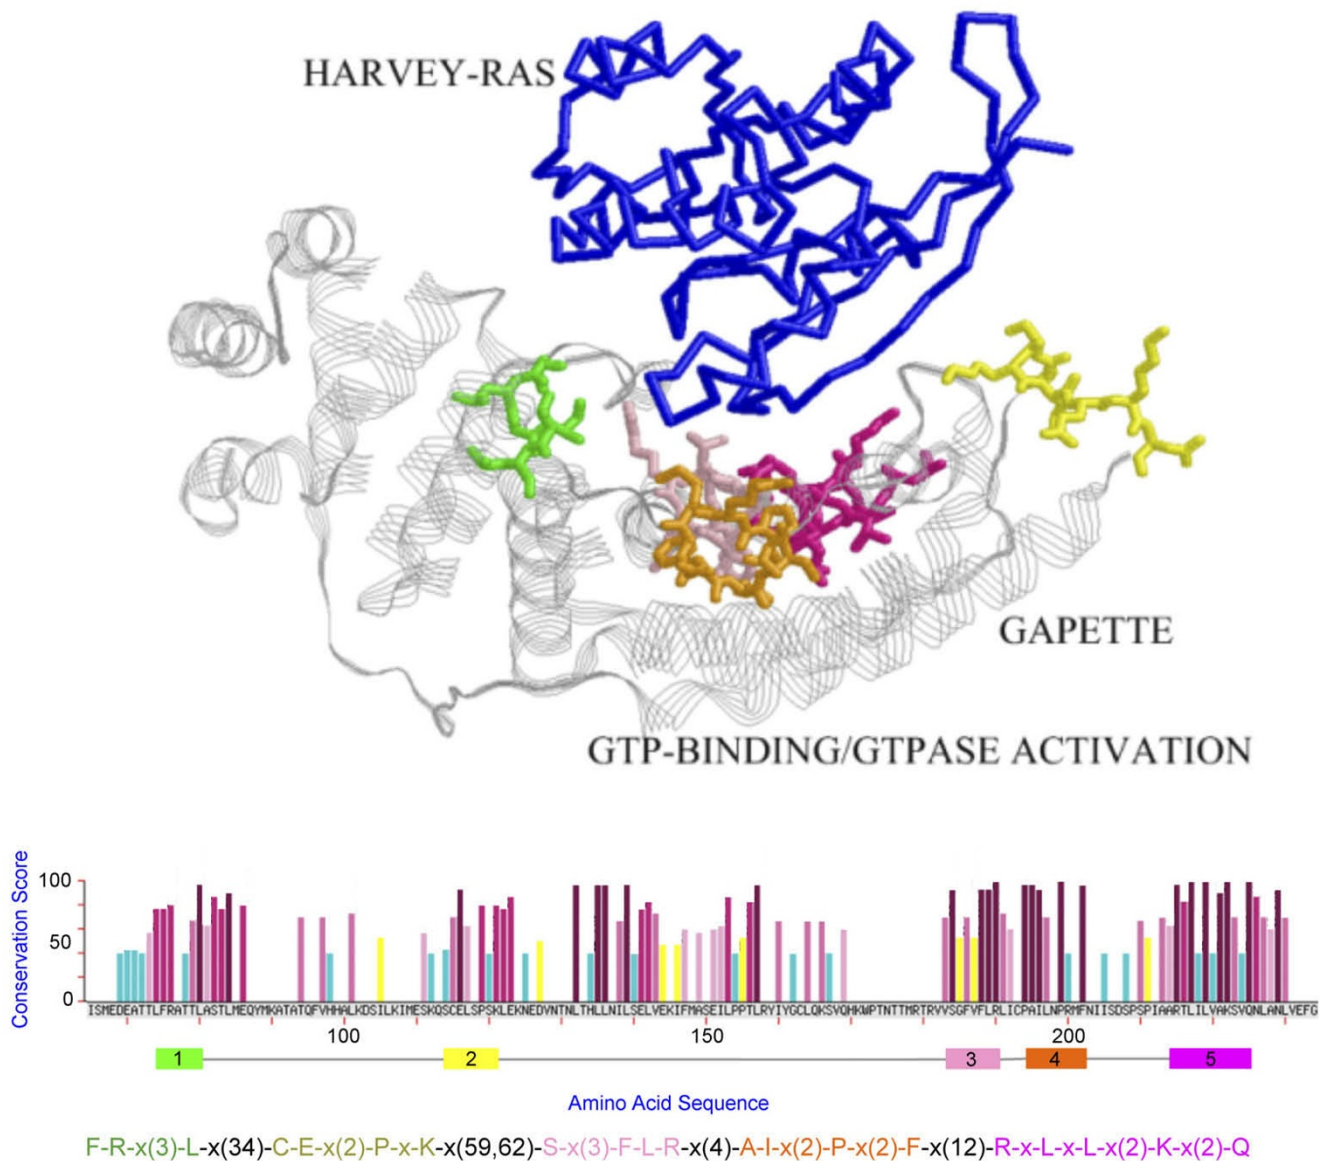 HARVEY-RAS
GAPETTE
GTP-BINDING/GTPASE ACTIVATION
Conservation Score
100
50
0
ISMEDEATTLFRATTLASTLMEQYMKATATQFVHHALKDSILKIMESKQSCELSPSKLEKNEDVNTNLTHLLNILSELVEKIFMASEILPPTLRYIYGCLQKSVQHKWPTNTTMRTRVVSGFVFLRLICPAILNPRMFNIISDSPSPIAARTLILVAKSVQNLANLVEFG
100 150 200
1 2 3 4 5
Amino Acid Sequence
F-R-x(3)-L-x(34)-C-E-x(2)-P-x-K-x(59,62)-S-x(3)-F-L-R-x(4)-A-I-x(2)-P-x(2)-F-x(12)-R-x-L-x-L-x(2)-K-x(2)-Q